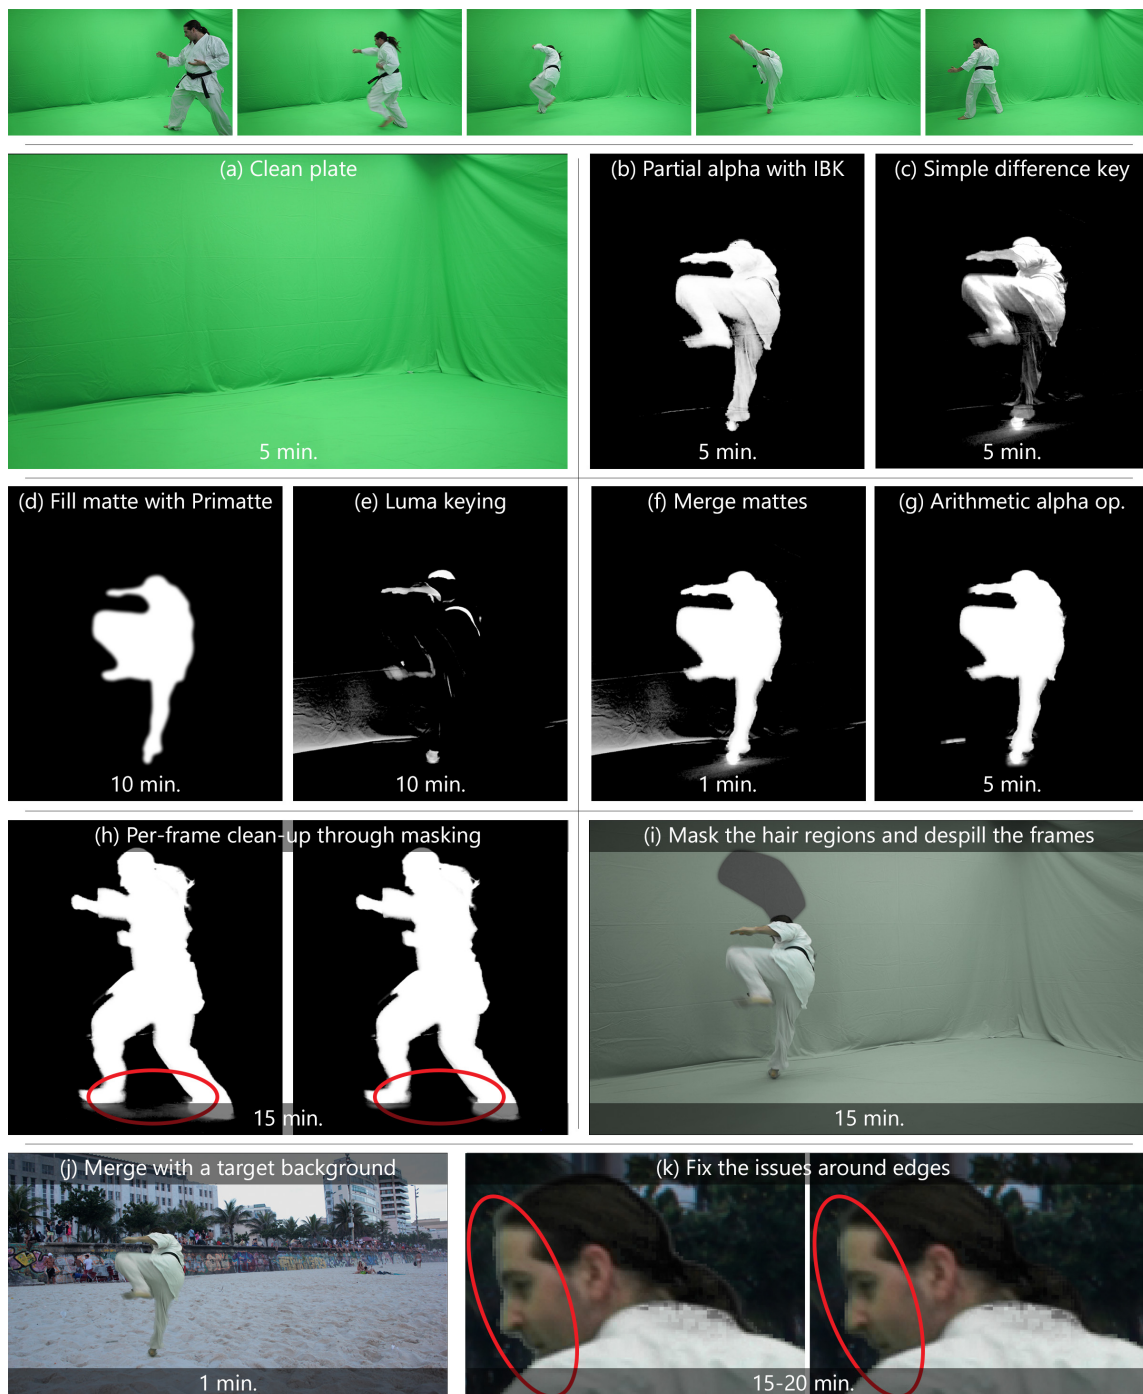 (a) Clean plate
5 min.
(b) Partial alpha with IBK
5 min.
(c) Simple difference key
5 min.
(d) Fill matte with Primatte
10 min.
(e) Luma keying
10 min.
(f) Merge mattes
1 min.
(g) Arithmetic alpha op.
5 min.
(h) Per-frame clean-up through masking
15 min.
(i) Mask the hair regions and despill the frames
15 min.
(j) Merge with a target background
1 min.
(k) Fix the issues around edges
15-20 min.